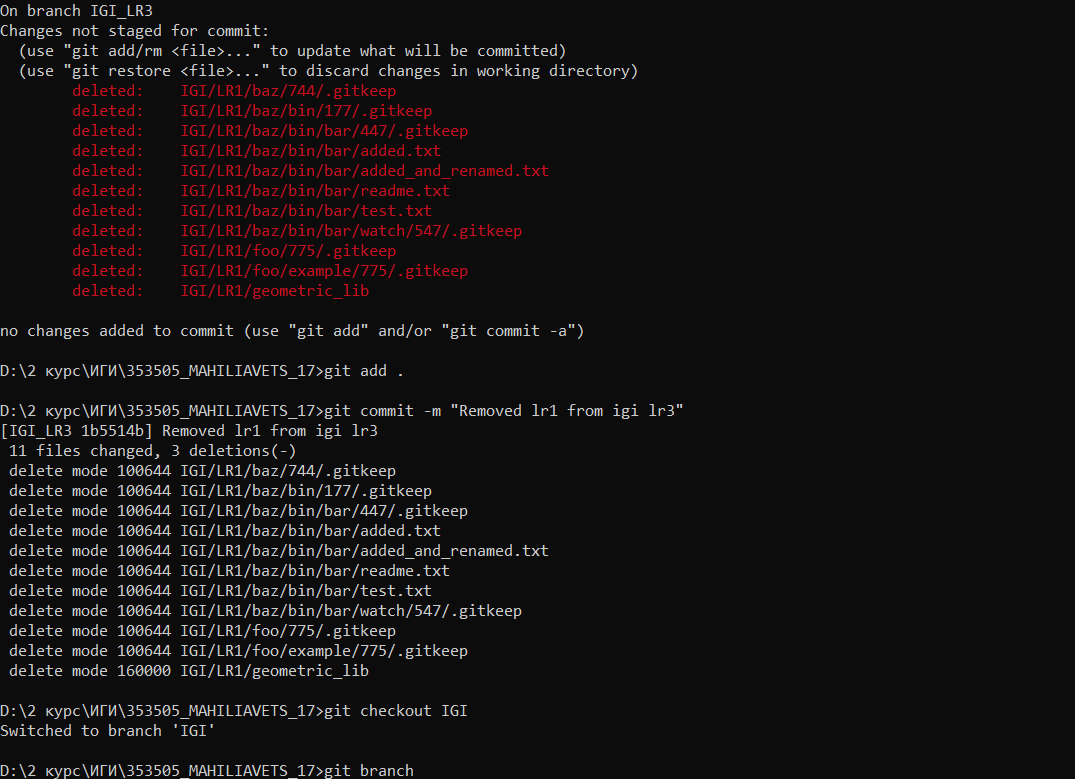 On branch IGI_LR3
Changes not staged for commit:
  (use "git add/rm <file>..." to update what will be committed)
  (use "git restore <file>..." to discard changes in working directory)
        deleted:    IGI/LR1/baz/744/.gitkeep
        deleted:    IGI/LR1/baz/bin/177/.gitkeep
        deleted:    IGI/LR1/baz/bin/bar/447/.gitkeep
        deleted:    IGI/LR1/baz/bin/bar/added.txt
        deleted:    IGI/LR1/baz/bin/bar/added_and_renamed.txt
        deleted:    IGI/LR1/baz/bin/bar/readme.txt
        deleted:    IGI/LR1/baz/bin/bar/test.txt
        deleted:    IGI/LR1/baz/bin/bar/watch/547/.gitkeep
        deleted:    IGI/LR1/foo/775/.gitkeep
        deleted:    IGI/LR1/foo/example/775/.gitkeep
        deleted:    IGI/LR1/geometric_lib

no changes added to commit (use "git add" and/or "git commit -a")

D:\2 курс\ИГИ\353505_MAHILIAVETS_17>git add .

D:\2 курс\ИГИ\353505_MAHILIAVETS_17>git commit -m "Removed lr1 from igi lr3"
[IGI_LR3 1b5514b] Removed lr1 from igi lr3
 11 files changed, 3 deletions(-)
 delete mode 100644 IGI/LR1/baz/744/.gitkeep
 delete mode 100644 IGI/LR1/baz/bin/177/.gitkeep
 delete mode 100644 IGI/LR1/baz/bin/bar/447/.gitkeep
 delete mode 100644 IGI/LR1/baz/bin/bar/added.txt
 delete mode 100644 IGI/LR1/baz/bin/bar/added_and_renamed.txt
 delete mode 100644 IGI/LR1/baz/bin/bar/readme.txt
 delete mode 100644 IGI/LR1/baz/bin/bar/test.txt
 delete mode 100644 IGI/LR1/baz/bin/bar/watch/547/.gitkeep
 delete mode 100644 IGI/LR1/foo/775/.gitkeep
 delete mode 100644 IGI/LR1/foo/example/775/.gitkeep
 delete mode 160000 IGI/LR1/geometric_lib

D:\2 курс\ИГИ\353505_MAHILIAVETS_17>git checkout IGI
Switched to branch 'IGI'

D:\2 курс\ИГИ\353505_MAHILIAVETS_17>git branch